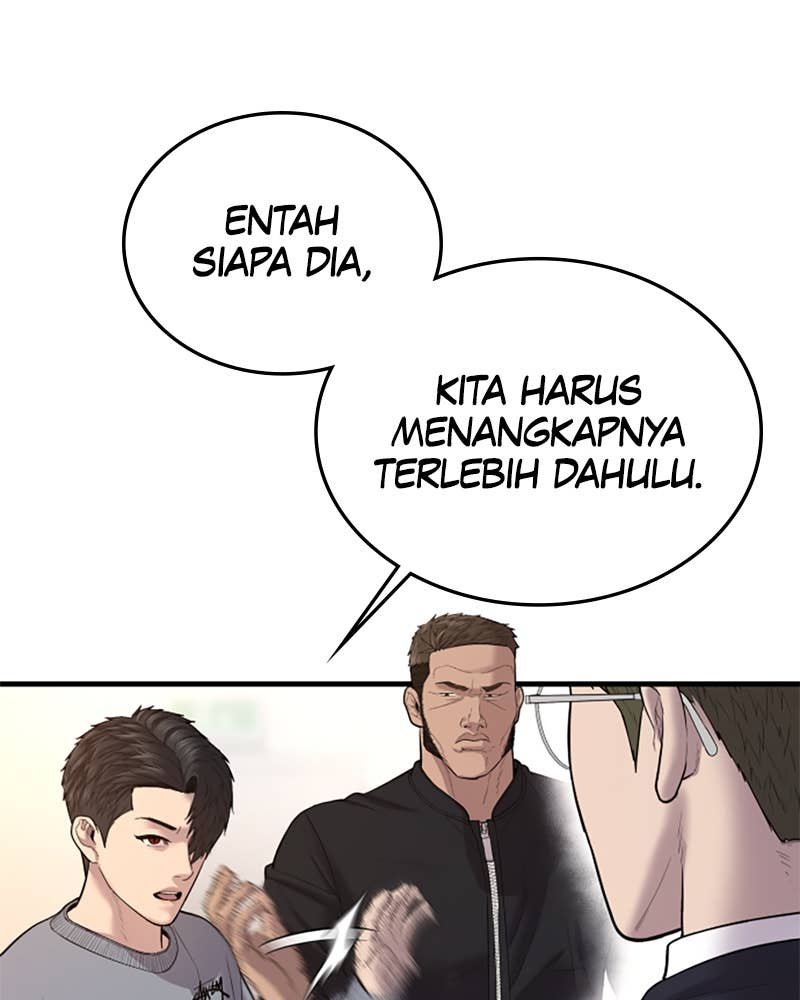 ENTAH
SIAPA DIA,
KITA HARUS
MENANGKAPNYA
TERLEBIH DAHULU.